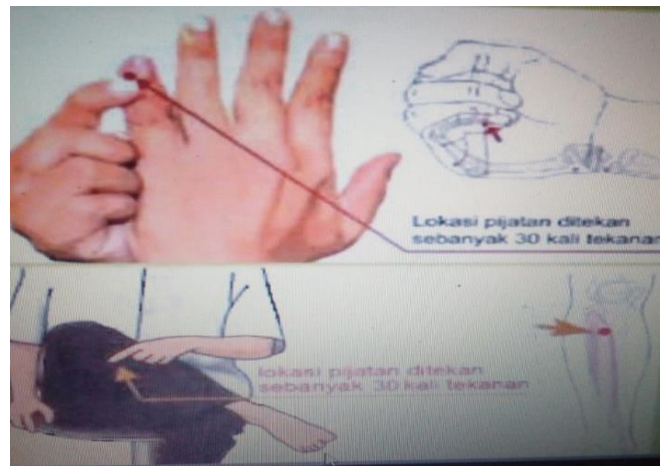 Lokasi pijatan ditekan
sebanyak 30 kali tekanan
lokasi pijatan ditekan
sebanyak 30 kali tekanan